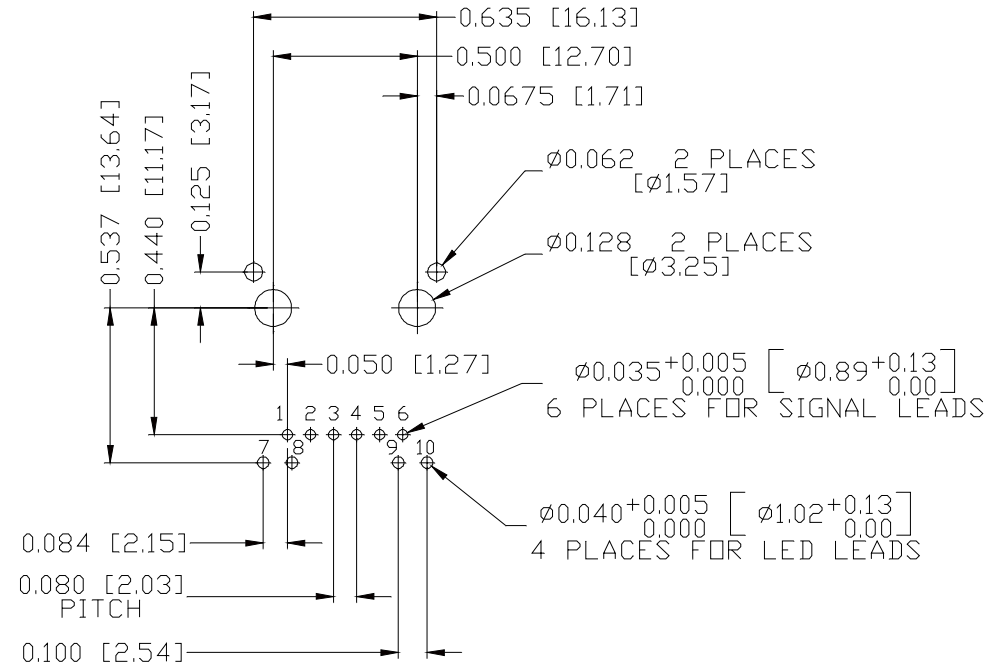 0.635 [16.13]
0.500 [12.70]
0.0675 [1.71]
0.537 [13.64]
0.440 [11.17]
0.125 [3.17]
Ø0.062 2 PLACES
[Ø1.57]
Ø0.128 2 PLACES
[Ø3.25]
0.050 [1.27]
Ø0.035 +0.005 [ Ø0.89 +0.13 ]
0.000 0.00
6 PLACES FOR SIGNAL LEADS
1 2 3 4 5 6
7 8 9 10
Ø0.040 +0.005 [ Ø1.02 +0.13 ]
0.000 0.00
4 PLACES FOR LED LEADS
0.084 [2.15]
0.080 [2.03]
PITCH
0.100 [2.54]